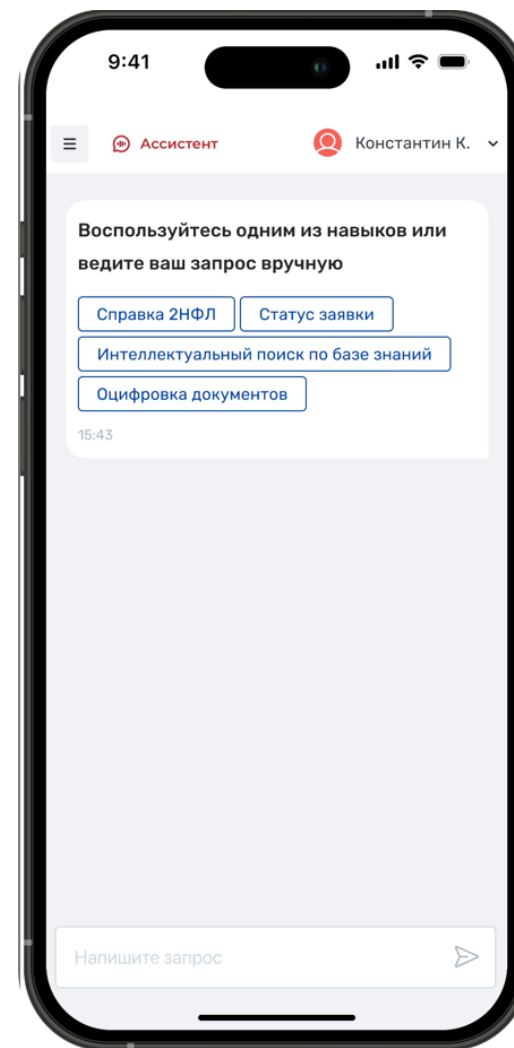 9:41
Ассистент
Константин К.
Воспользуйтесь одним из навыков или
ведите ваш запрос вручную
Справка 2НФЛ
Статус заявки
Интеллектуальный поиск по базе знаний
Оцифровка документов
15:43
Напишите запрос